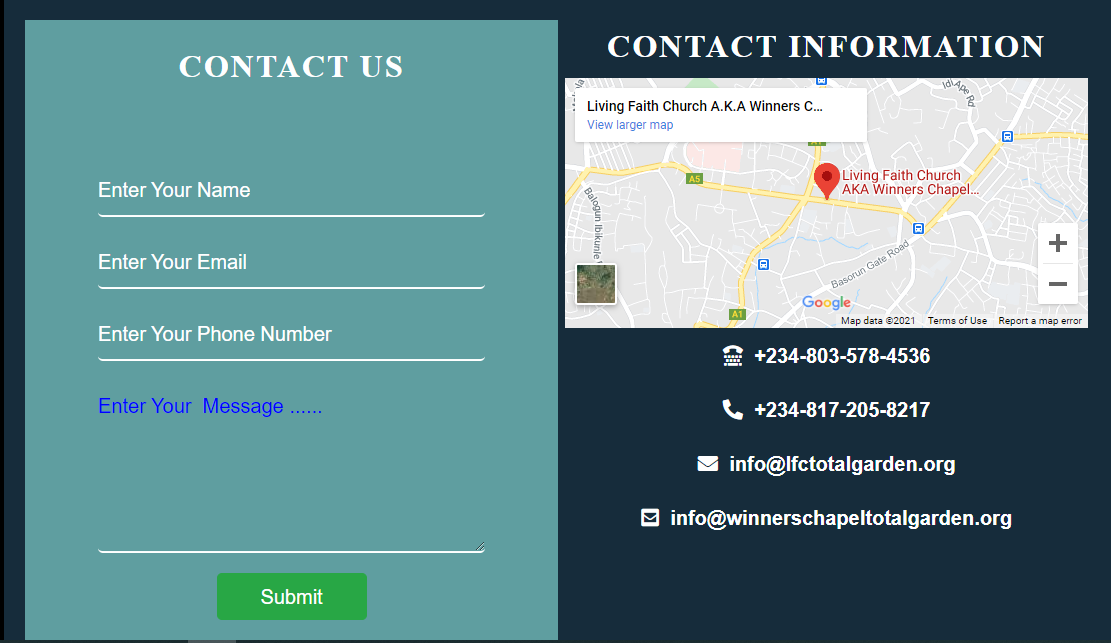 CONTACT US
Enter Your Name
Enter Your Email
Enter Your Phone Number
Enter Your  Message ......
Submit
CONTACT INFORMATION
Living Faith Church A.K.A Winners C...
View larger map
Idi Ape Rd
A5
Living Faith Church
AKA Winners Chapel...
Balogun Ibikunle
Basorun Gate Road
A1
Google
Map data ©2021
Terms of Use
Report a map error
+234-803-578-4536
+234-817-205-8217
info@lfctotalgarden.org
info@winnerschapeltotalgarden.org